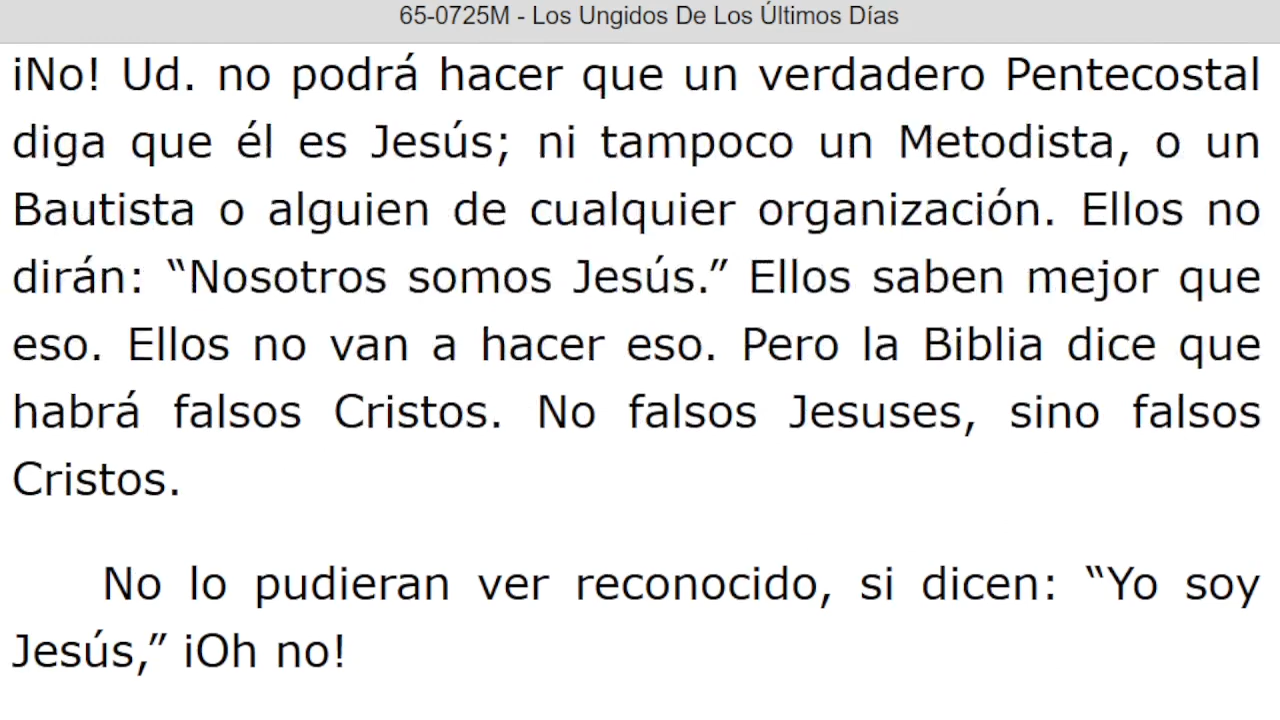 65-0725M - Los Ungidos De Los Últimos Días
¡No! Ud. no podrá hacer que un verdadero Pentecostal
diga que él es Jesús; ni tampoco un Metodista, o un
Bautista o alguien de cualquier organización. Ellos no
dirán: “Nosotros somos Jesús.” Ellos saben mejor que
eso. Ellos no van a hacer eso. Pero la Biblia dice que
habrá falsos Cristos. No falsos Jesuses, sino falsos
Cristos.
No lo pudieran ver reconocido, si dicen: “Yo soy
Jesús,” ¡Oh no!